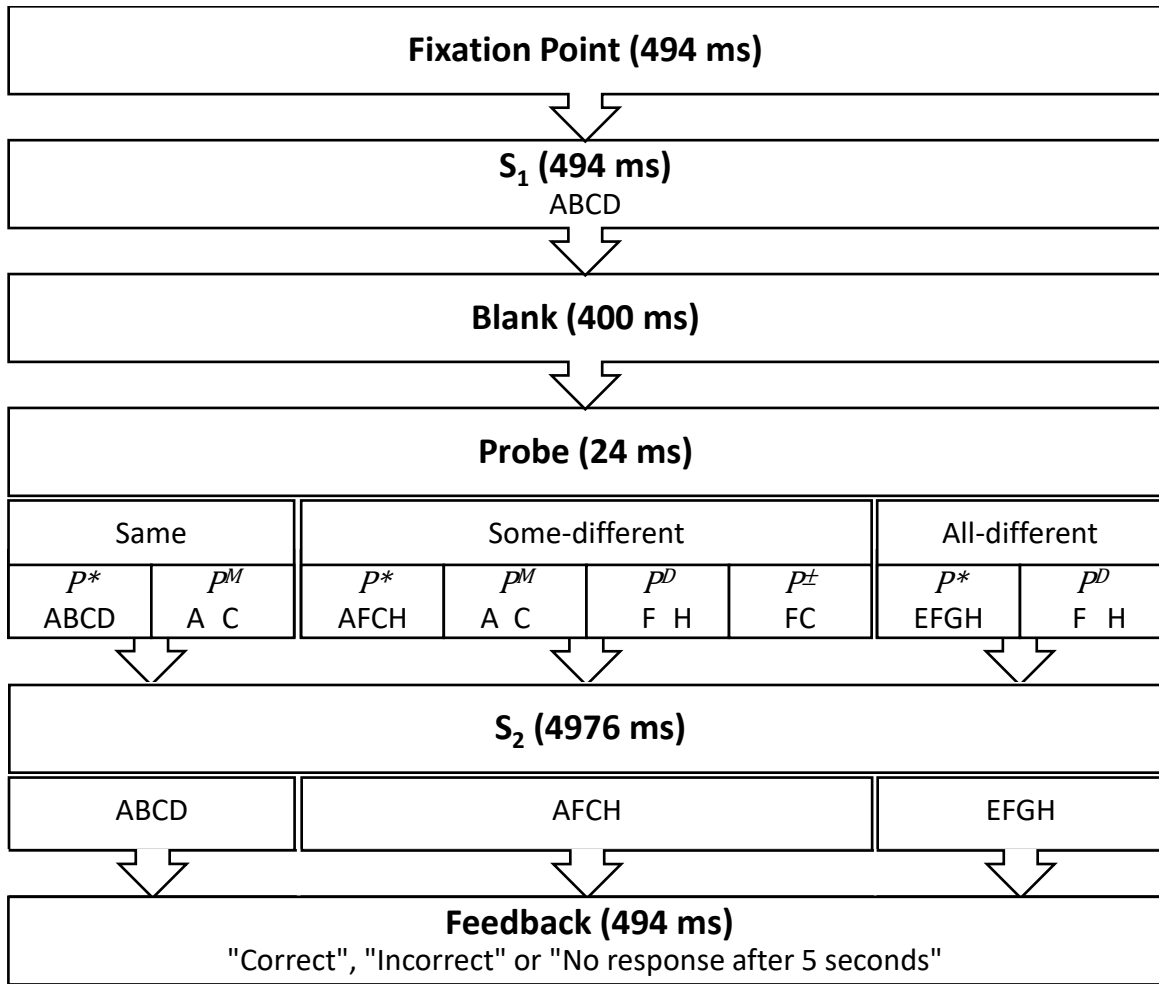 Fixation Point (494 ms)
S₁ (494 ms)
ABCD
Blank (400 ms)
Probe (24 ms)
Same Some-different All-different
P* Pᴹ P* Pᴹ Pᴰ P± P* Pᴰ
ABCD A C AFCH A C F H FC EFGH F H
S₂ (4976 ms)
ABCD AFCH EFGH
Feedback (494 ms)
"Correct", "Incorrect" or "No response after 5 seconds"